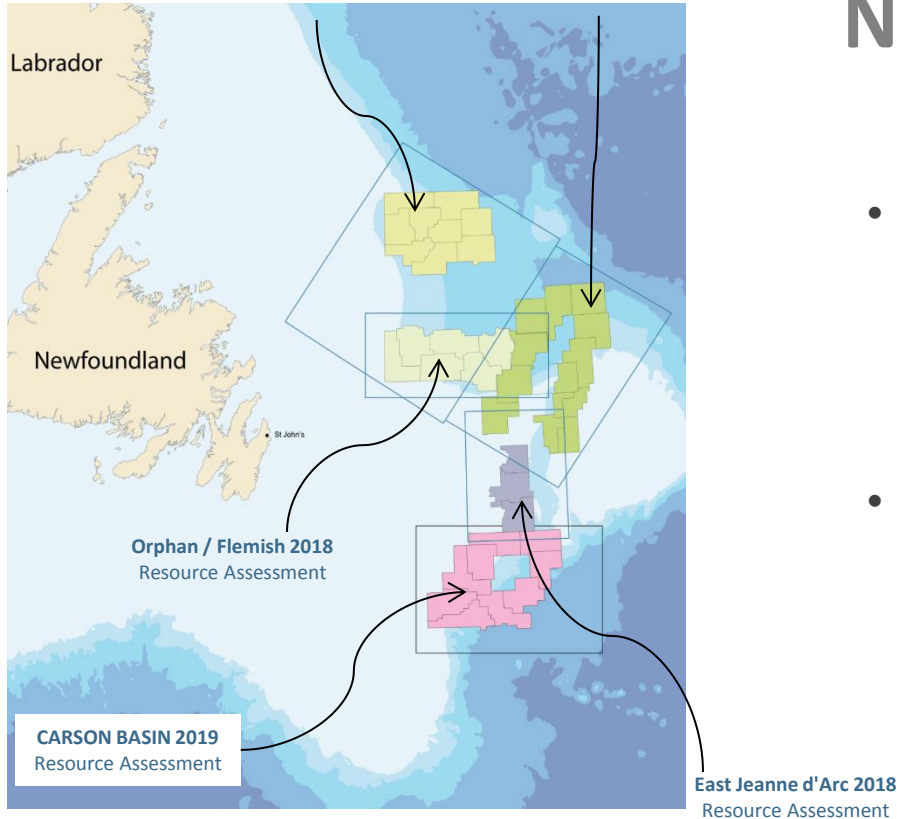 N
Labrador
Newfoundland
St John's
Orphan / Flemish 2018
Resource Assessment
CARSON BASIN 2019
Resource Assessment
East Jeanne d'Arc 2018
Resource Assessment